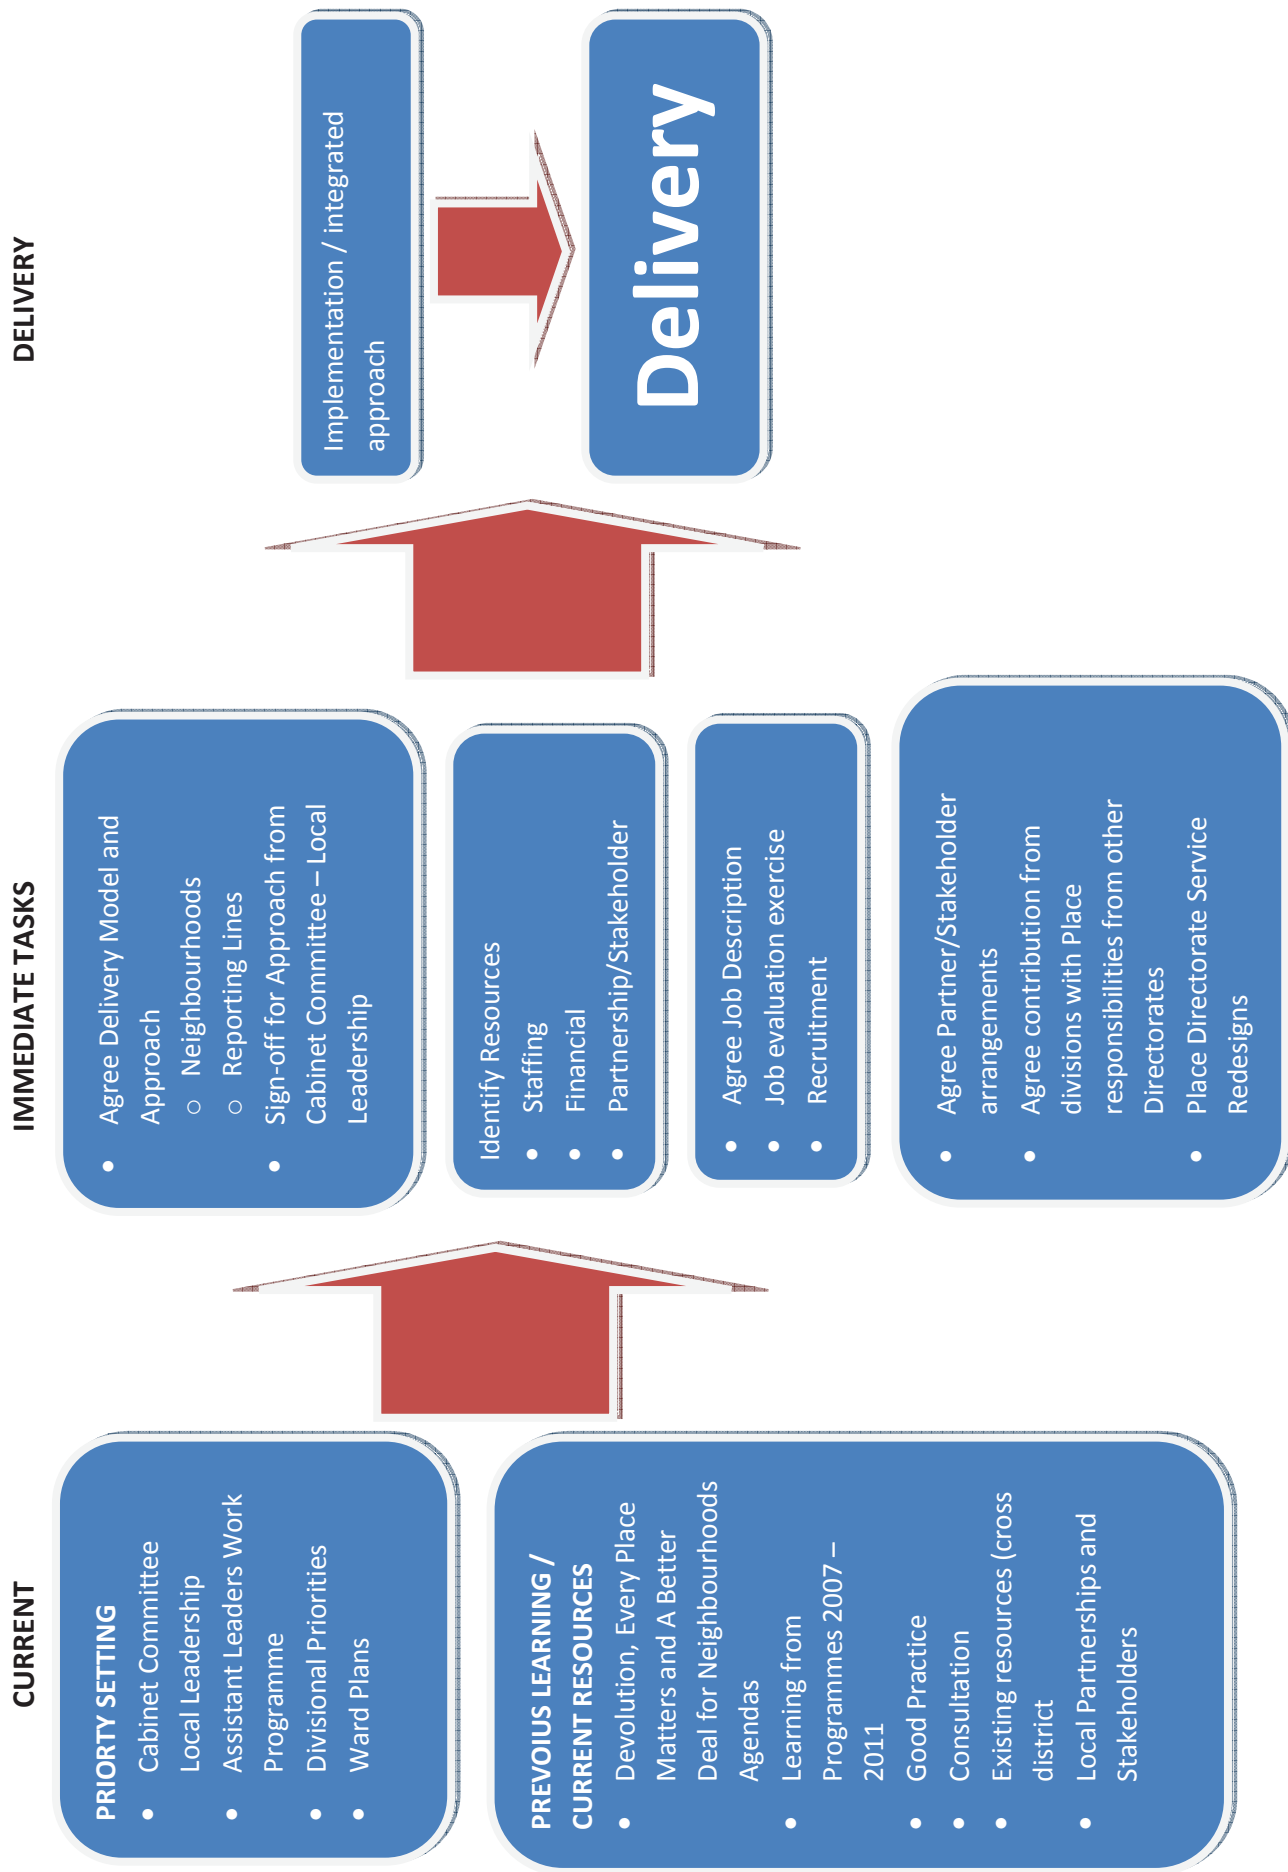 CURRENT
PRIORTY SETTING
• Cabinet Committee
Local Leadership
• Assistant Leaders Work
Programme
• Divisional Priorities
• Ward Plans
PREVOIUS LEARNING /
CURRENT RESOURCES
• Devolution, Every Place
Matters and A Better
Deal for Neighbourhoods
Agendas
• Learning from
Programmes 2007 –
2011
• Good Practice
• Consultation
• Existing resources (cross
district
• Local Partnerships and
Stakeholders
IMMEDIATE TASKS
• Agree Delivery Model and
Approach
○ Neighbourhoods
○ Reporting Lines
• Sign-off for Approach from
Cabinet Committee – Local
Leadership
Identify Resources
• Staffing
• Financial
• Partnership/Stakeholder
• Agree Job Description
• Job evaluation exercise
• Recruitment
• Agree Partner/Stakeholder
arrangements
• Agree contribution from
divisions with Place
responsibilities from other
Directorates
• Place Directorate Service
Redesigns
DELIVERY
Implementation / integrated
approach
Delivery